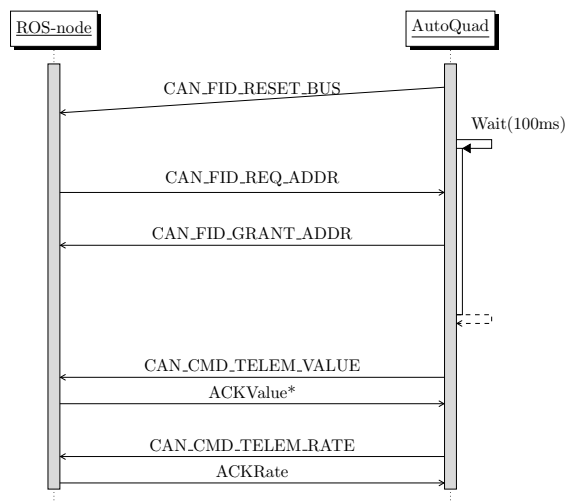 ROS-node
AutoQuad
CAN_FID_RESET_BUS
Wait(100ms)
CAN_FID_REQ_ADDR
CAN_FID_GRANT_ADDR
CAN_CMD_TELEM_VALUE
ACKValue*
CAN_CMD_TELEM_RATE
ACKRate